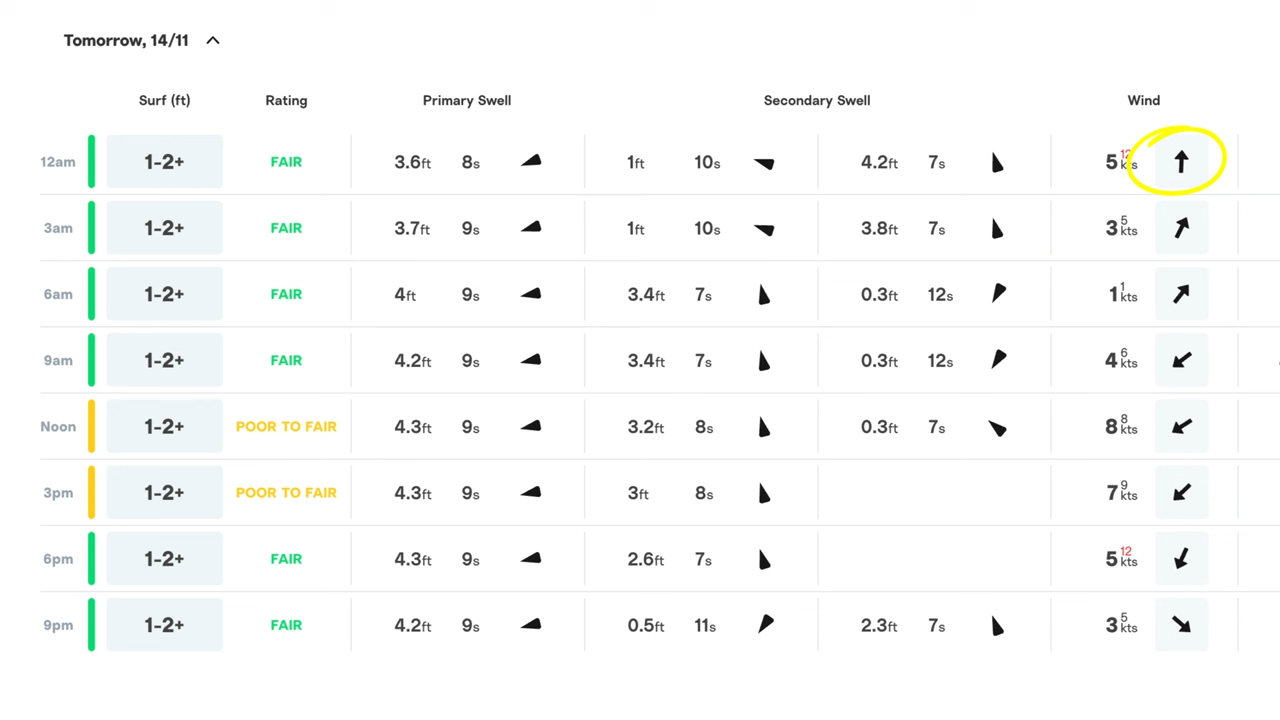 Tomorrow, 14/11
Surf (ft) Rating Primary Swell Secondary Swell Wind
12am 1-2+ FAIR 3.6ft 8s 1ft 10s 4.2ft 7s 5 12 kts
3am 1-2+ FAIR 3.7ft 9s 1ft 10s 3.8ft 7s 3 5 kts
6am 1-2+ FAIR 4ft 9s 3.4ft 7s 0.3ft 12s 1 1 kts
9am 1-2+ FAIR 4.2ft 9s 3.4ft 7s 0.3ft 12s 4 6 kts
Noon 1-2+ POOR TO FAIR 4.3ft 9s 3.2ft 8s 0.3ft 7s 8 8 kts
3pm 1-2+ POOR TO FAIR 4.3ft 9s 3ft 8s 7 9 kts
6pm 1-2+ FAIR 4.3ft 9s 2.6ft 7s 5 12 kts
9pm 1-2+ FAIR 4.2ft 9s 0.5ft 11s 2.3ft 7s 3 5 kts